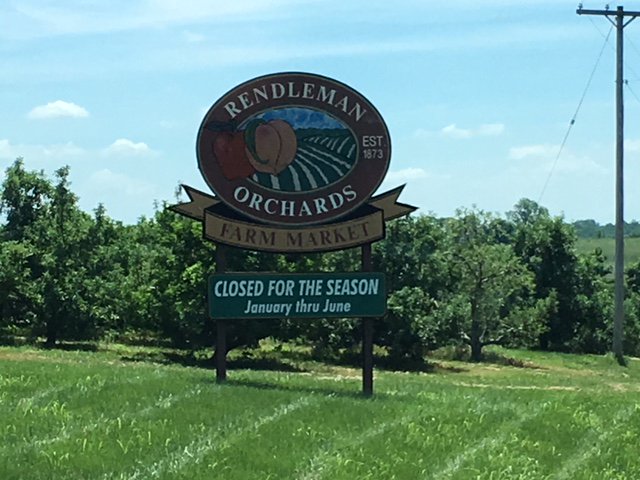 RENDLEMAN
EST.
1873
ORCHARDS
FARM MARKET
CLOSED FOR THE SEASON
January thru June